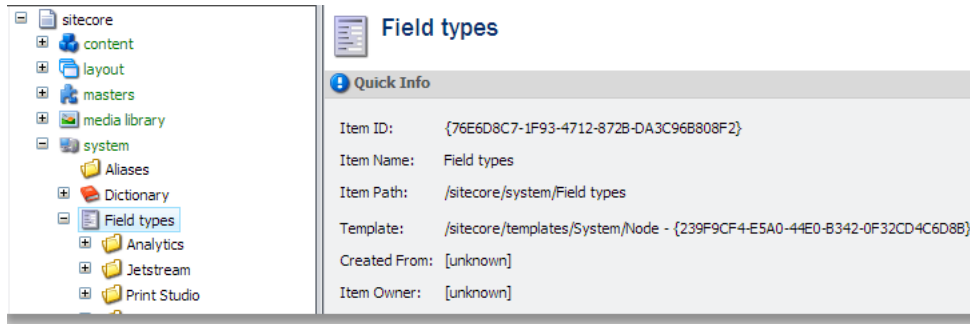 sitecore
content
layout
masters
media library
system
Aliases
Dictionary
Field types
Analytics
Jetstream
Print Studio
Field types
Quick Info
Item ID: {76E6D8C7-1F93-4712-872B-DA3C96B808F2}
Item Name: Field types
Item Path: /sitecore/system/Field types
Template: /sitecore/templates/System/Node - {239F9CF4-E5A0-44E0-B342-0F32CD4C6D8B}
Created From: [unknown]
Item Owner: [unknown]